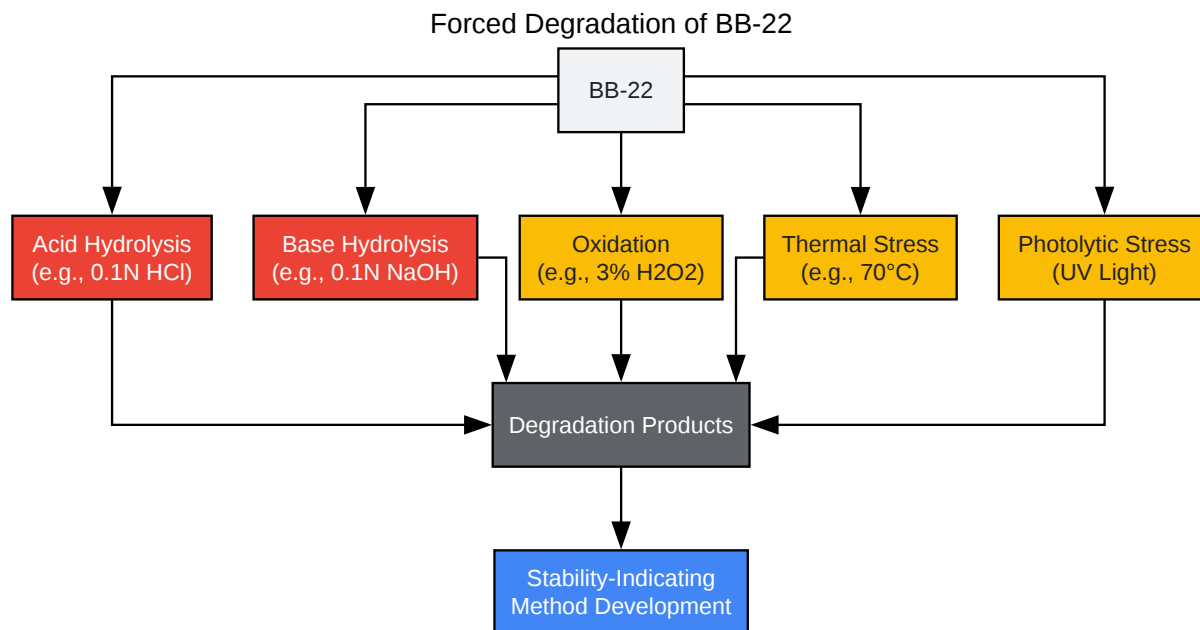 Forced Degradation of BB-22
BB-22
Acid Hydrolysis
(e.g., 0.1N HCl)
Base Hydrolysis
(e.g., 0.1N NaOH)
Oxidation
(e.g., 3% H2O2)
Thermal Stress
(e.g., 70°C)
Photolytic Stress
(UV Light)
Degradation Products
Stability-Indicating
Method Development